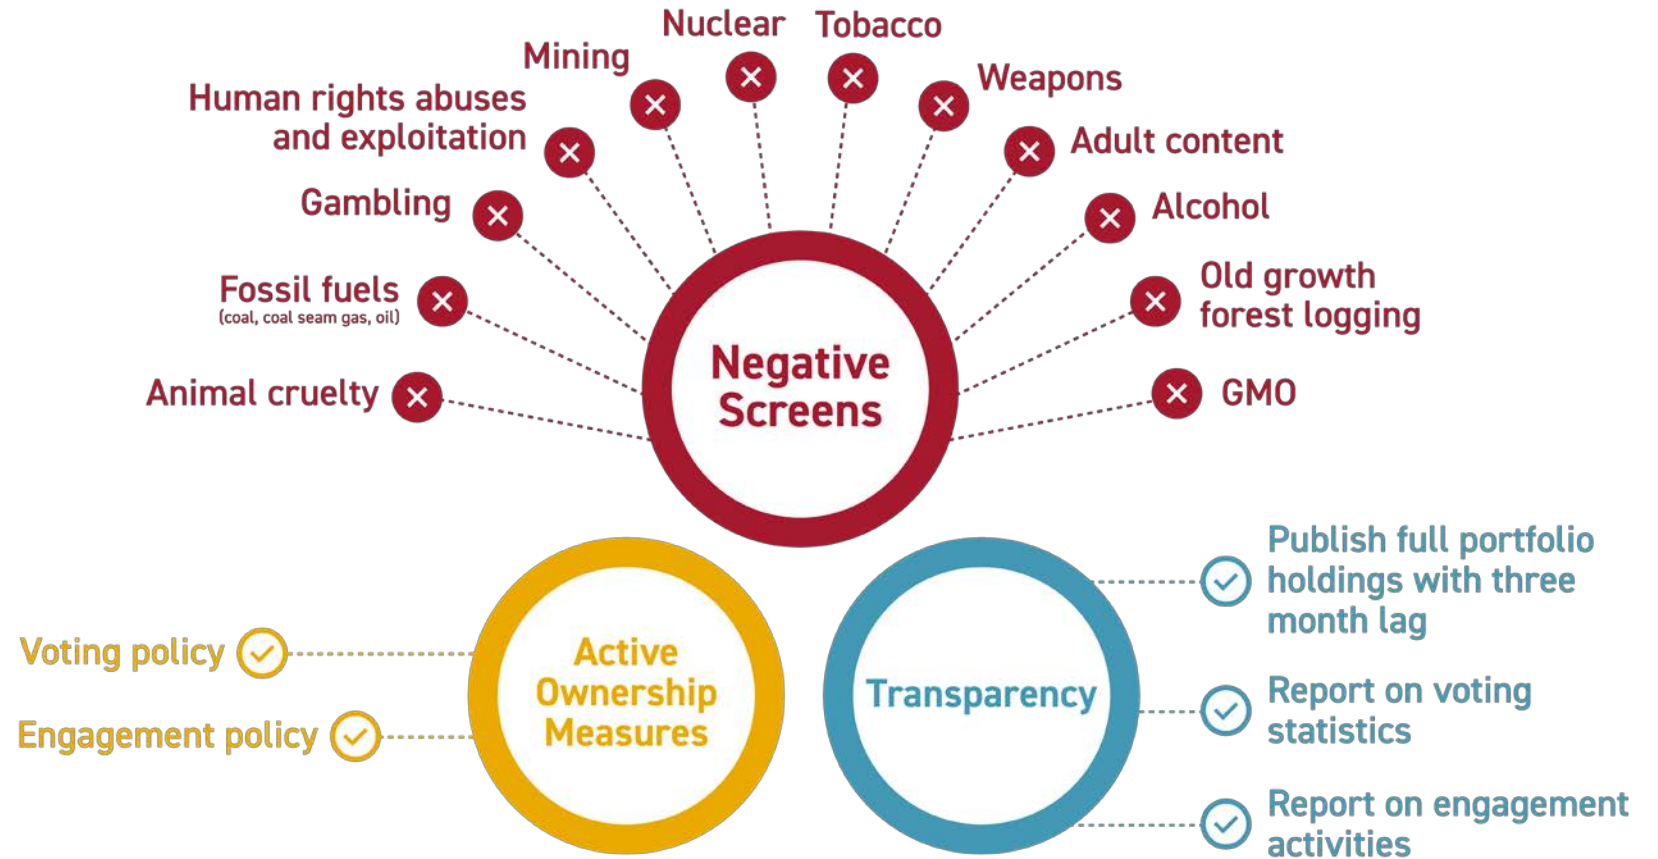 Nuclear
Tobacco
Mining
Weapons
Human rights abuses
and exploitation
Adult content
Gambling
Alcohol
Fossil fuels
(coal, coal seam gas, oil)
Old growth
forest logging
Animal cruelty
GMO
Negative
Screens
Voting policy
Engagement policy
Active
Ownership
Measures
Transparency
Publish full portfolio
holdings with three
month lag
Report on voting
statistics
Report on engagement
activities